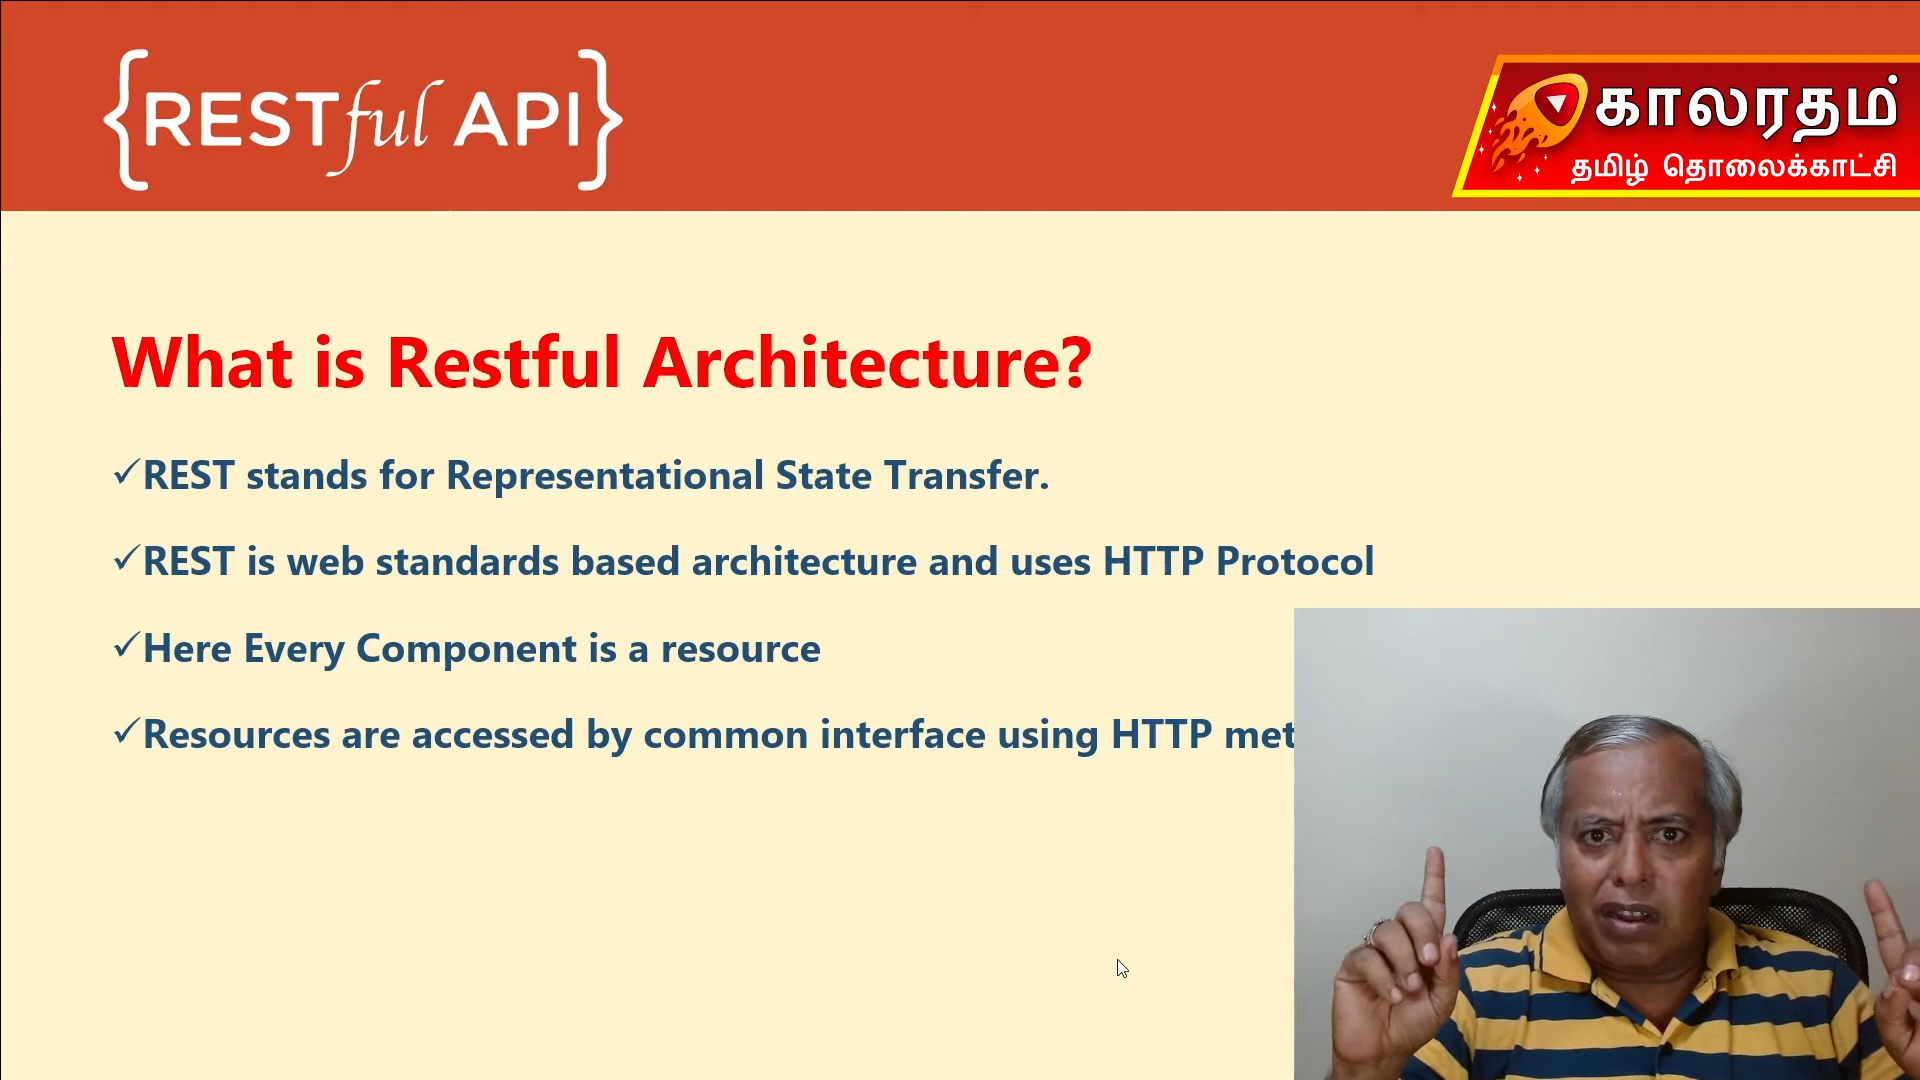 {RESTful API}
காலரதம்
தமிழ் தொலைக்காட்சி
What is Restful Architecture?
✓REST stands for Representational State Transfer.
✓REST is web standards based architecture and uses HTTP Protocol
✓Here Every Component is a resource
✓Resources are accessed by common interface using HTTP met